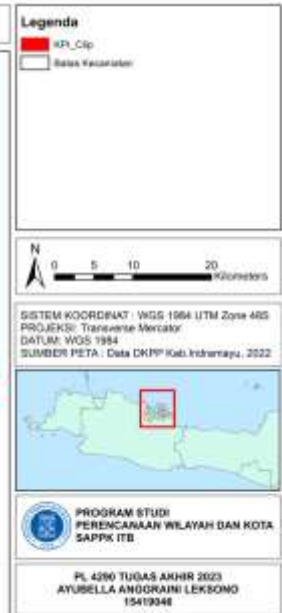 Legenda
KPI_Clip
Batas Kecamatan
N
0 5 10 20
Kilometers
SISTEM KOORDINAT : WGS 1984 UTM Zone 48S
PROJEKSI: Transverse Mercator
DATUM: WGS 1984
SUMBER PETA : Data DKPP Kab.Indramayu, 2022
PROGRAM STUDI
PERENCANAAN WILAYAH DAN KOTA
SAPPK ITB
PL 4290 TUGAS AKHIR 2023
AYUBELLA ANGGRAINI LEKSONO
15419046